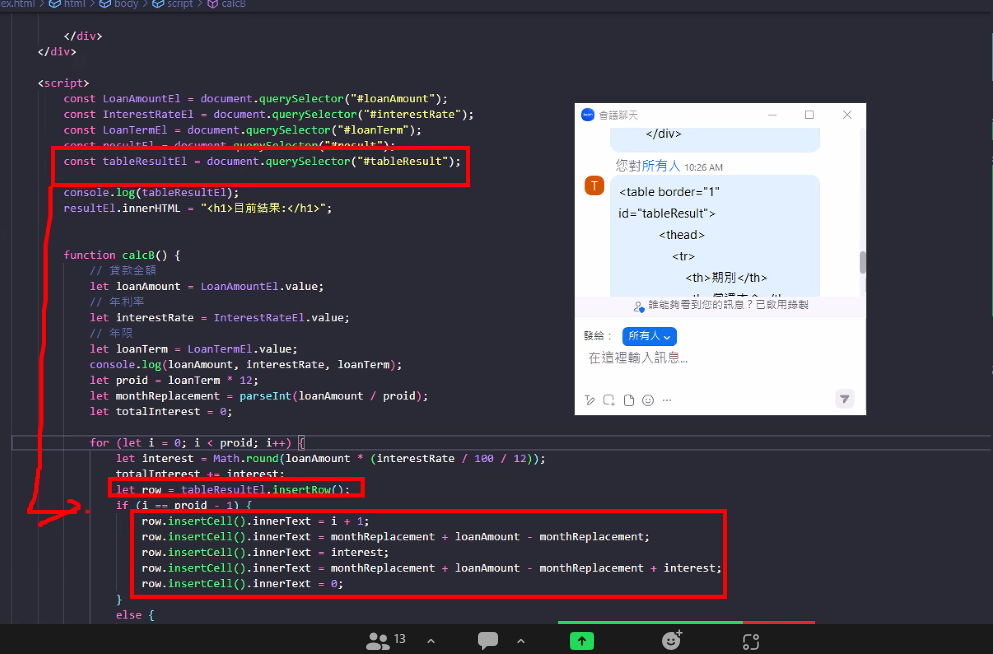 ex.html > html > body > script > calcB
</div>
</div>
<script>
const LoanAmountEl = document.querySelector("#loanAmount");
const InterestRateEl = document.querySelector("#interestRate");
const LoanTermEl = document.querySelector("#loanTerm");
const resultEl = document.querySelector("#result");
const tableResultEl = document.querySelector("#tableResult");
console.log(tableResultEl);
resultEl.innerHTML = "<h1>目前結果:</h1>";
function calcB() {
// 貸款金額
let loanAmount = LoanAmountEl.value;
// 年利率
let interestRate = InterestRateEl.value;
// 年限
let loanTerm = LoanTermEl.value;
console.log(loanAmount, interestRate, loanTerm);
let proid = loanTerm * 12;
let monthReplacement = parseInt(loanAmount / proid);
let totalInterest = 0;
for (let i = 0; i < proid; i++) {
let interest = Math.round(loanAmount * (interestRate / 100 / 12));
totalInterest += interest;
let row = tableResultEl.insertRow();
if (i == proid - 1) {
row.insertCell().innerText = i + 1;
row.insertCell().innerText = monthReplacement + loanAmount - monthReplacement;
row.insertCell().innerText = interest;
row.insertCell().innerText = monthReplacement + loanAmount - monthReplacement + interest;
row.insertCell().innerText = 0;
}
else {
zoom 會議聊天
</div>
您對所有人 10:26 AM
T
<table border="1"
id="tableResult">
<thead>
<tr>
<th>期別</th>
誰能夠看到您的訊息？已啟用錄製
發給： 所有人
在這裡輸入訊息...
13